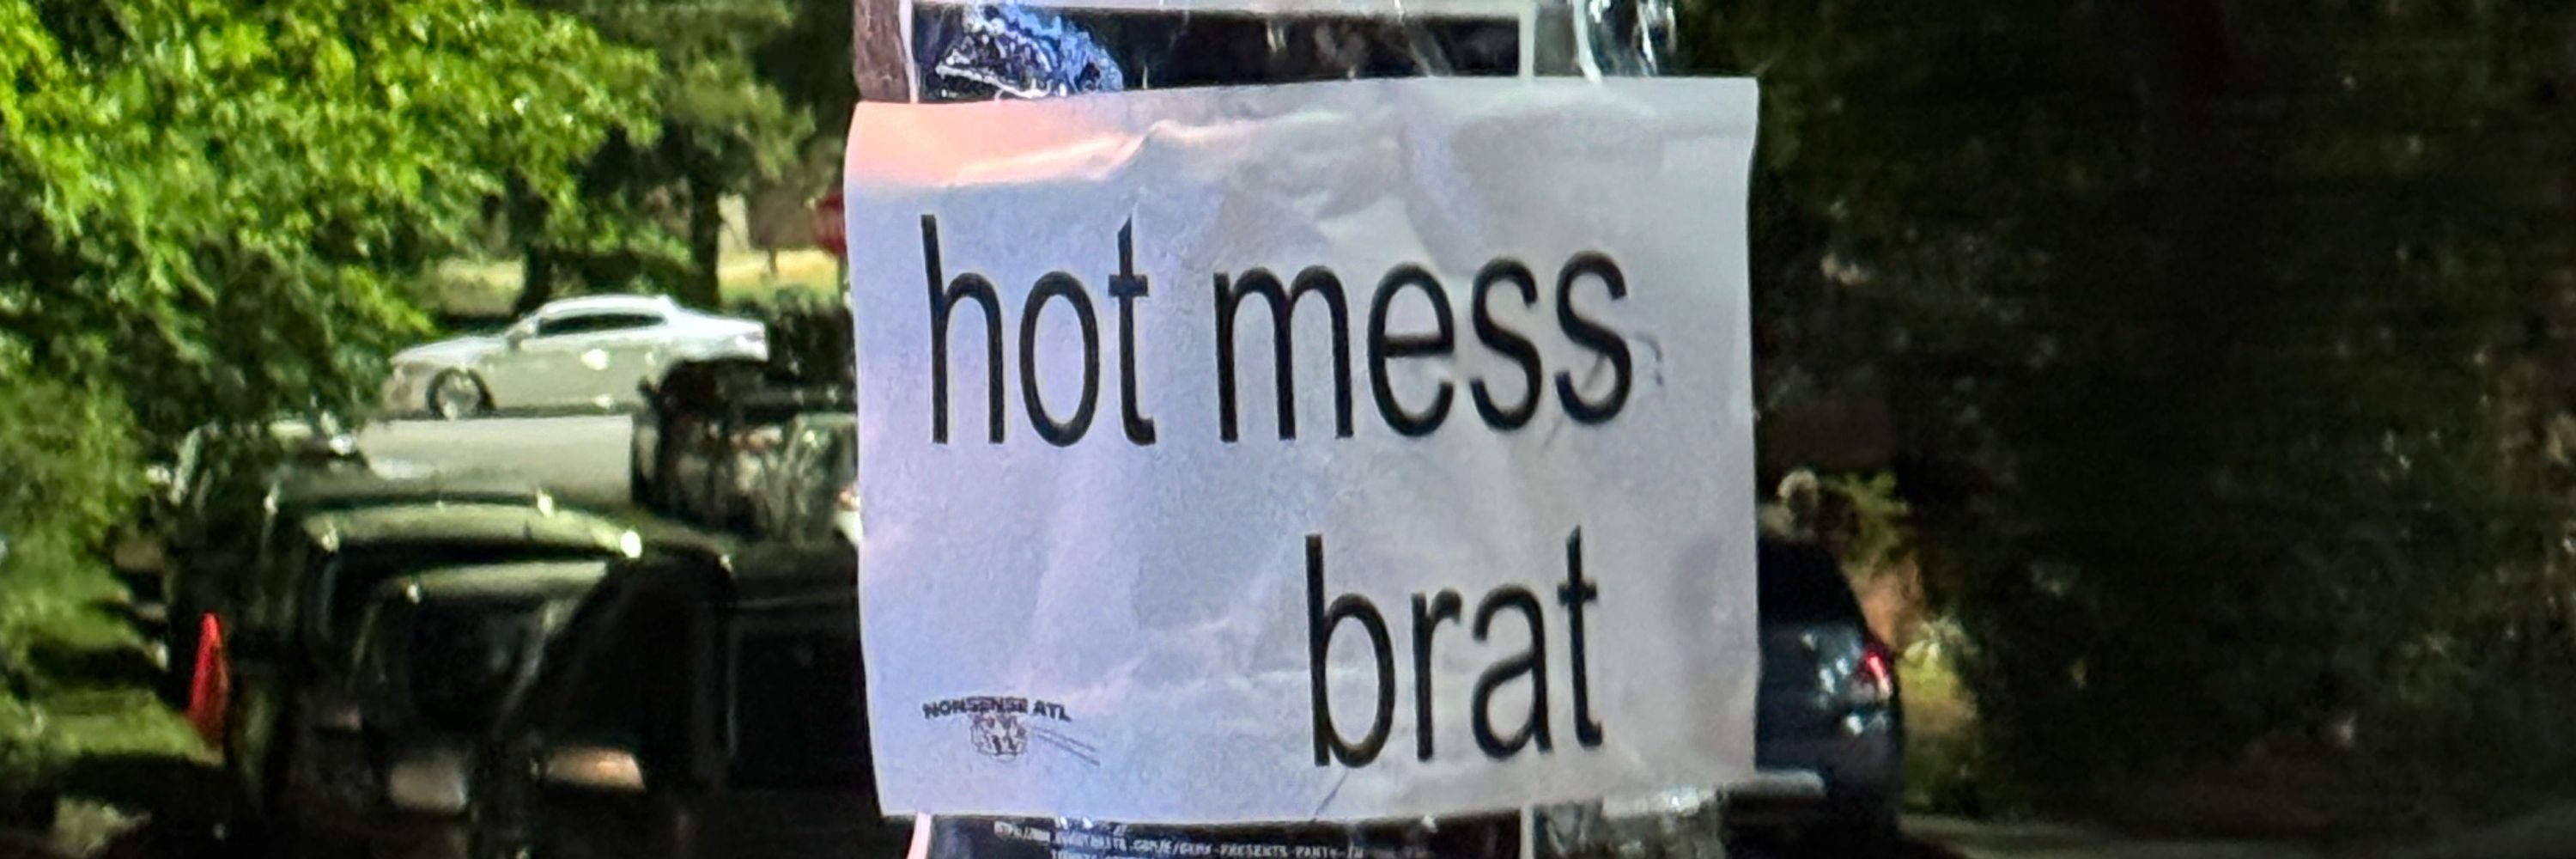 hot mess
brat
NONSENSE ATL